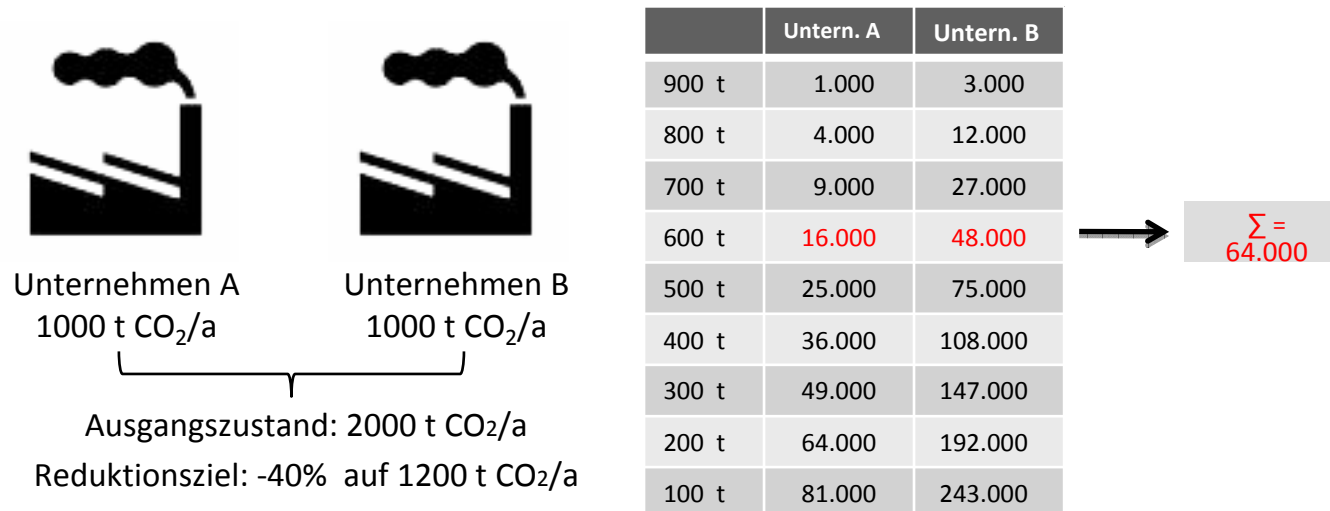 Unternehmen A
1000 t CO₂/a
Unternehmen B
1000 t CO₂/a
Ausgangszustand: 2000 t CO2/a
Reduktionsziel: -40% auf 1200 t CO2/a
Untern. A Untern. B
900 t 1.000 3.000
800 t 4.000 12.000
700 t 9.000 27.000
600 t 16.000 48.000
500 t 25.000 75.000
400 t 36.000 108.000
300 t 49.000 147.000
200 t 64.000 192.000
100 t 81.000 243.000
∑ =
64.000